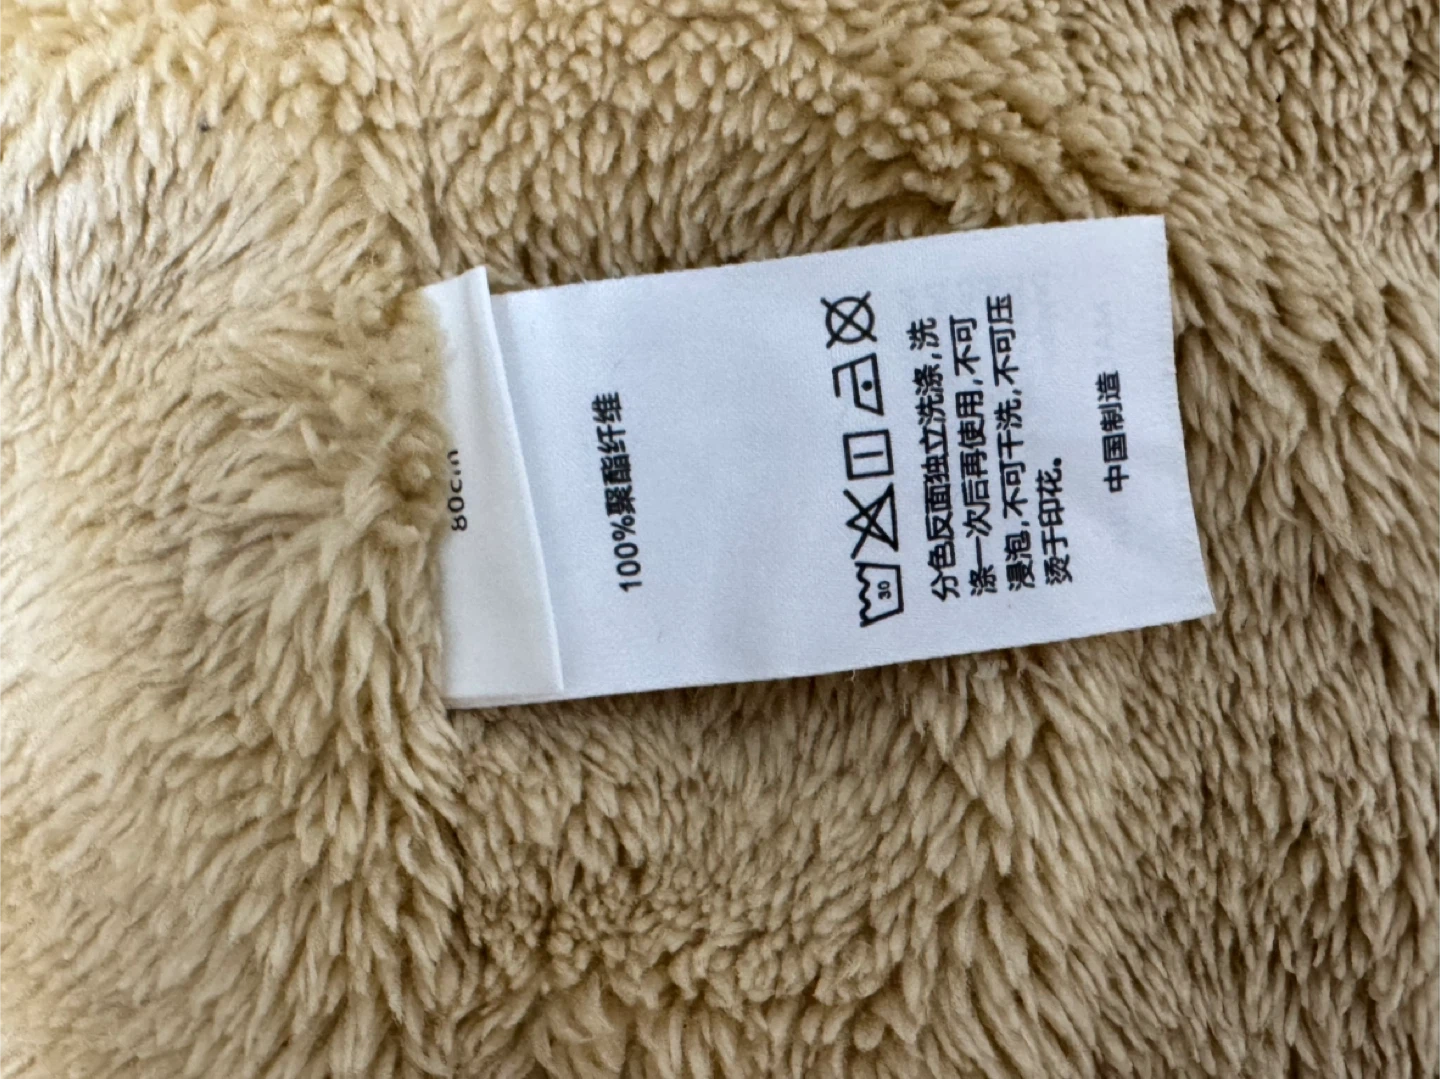 80cm
100%聚酯纤维
30
分色反面独立洗涤,洗
涤一次后再使用,不可
浸泡,不可干洗,不可压
烫于印花。
中国制造